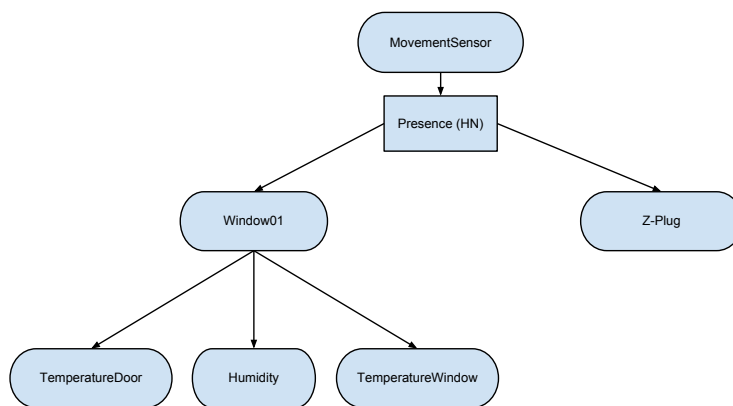 MovementSensor
Presence (HN)
Window01
Z-Plug
TemperatureDoor
Humidity
TemperatureWindow